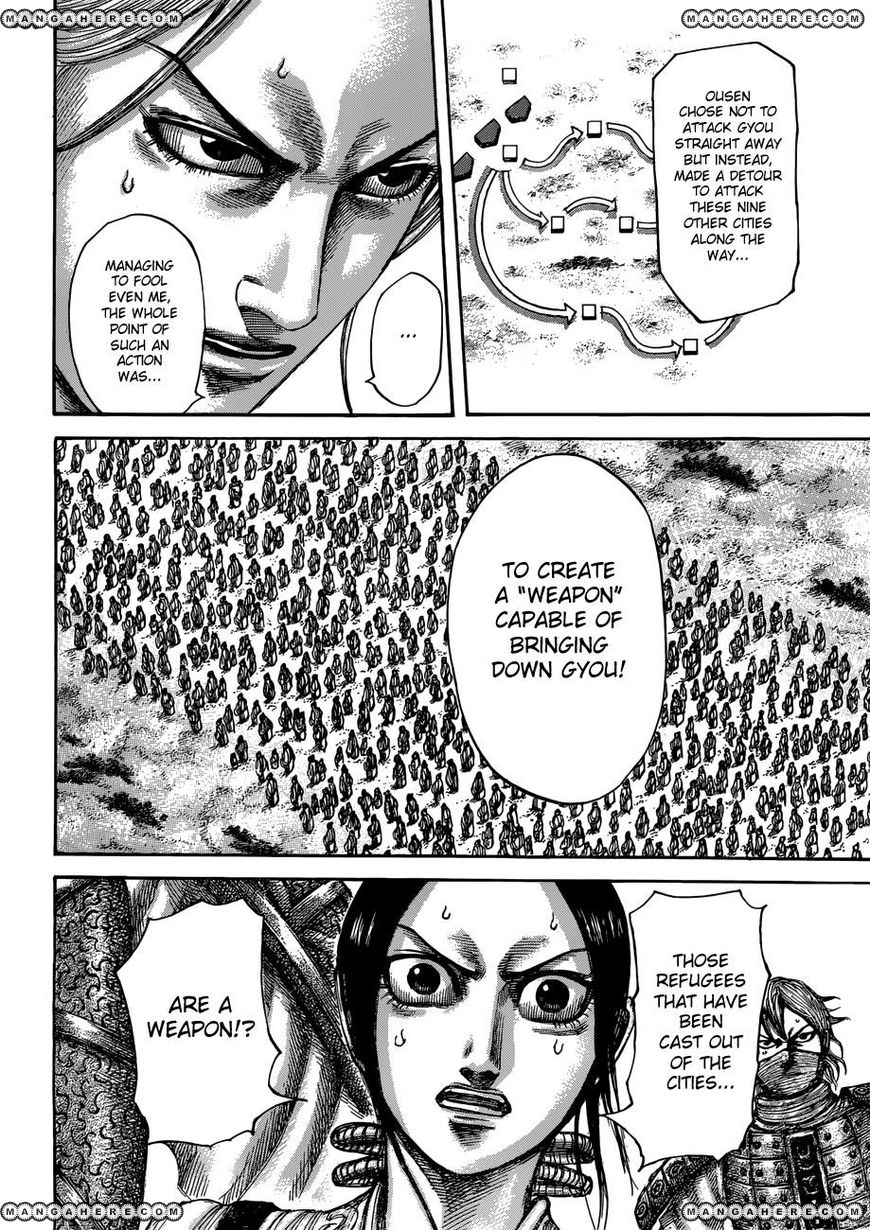 MANGAHERE.COM
MANGAHERE.COM
OUSEN
CHOSE NOT TO
ATTACK GYOU
STRAIGHT AWAY
BUT INSTEAD,
MADE A DETOUR
TO ATTACK
THESE NINE
OTHER CITIES
ALONG THE
WAY...
...
MANAGING
TO FOOL
EVEN ME,
THE WHOLE
POINT OF
SUCH AN
ACTION
WAS...
TO CREATE
A "WEAPON"
CAPABLE OF
BRINGING
DOWN GYOU!
THOSE
REFUGEES
THAT HAVE
BEEN
CAST OUT
OF THE
CITIES...
ARE A
WEAPON!?
MANGAHERE.COM
MANGAHERE.COM